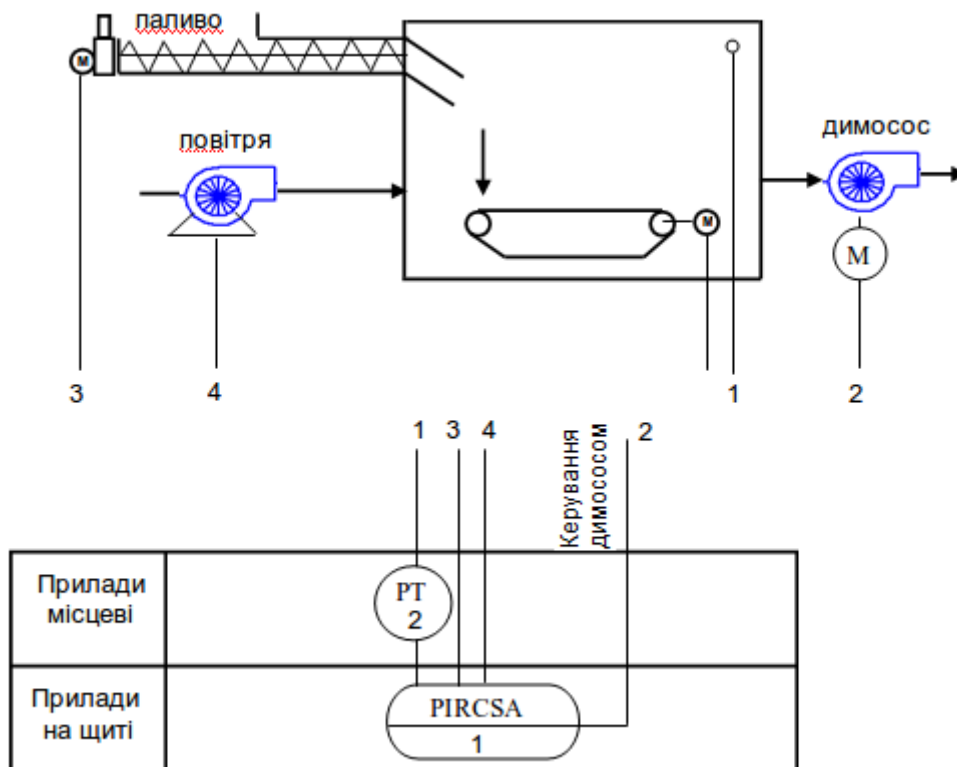 паливо
M
повітря
димосос
M
M
3
4
1
2
1
3
4
Керування
димососом
2
Прилади
місцеві
PT
2
Прилади
на щиті
PIRCSA
1